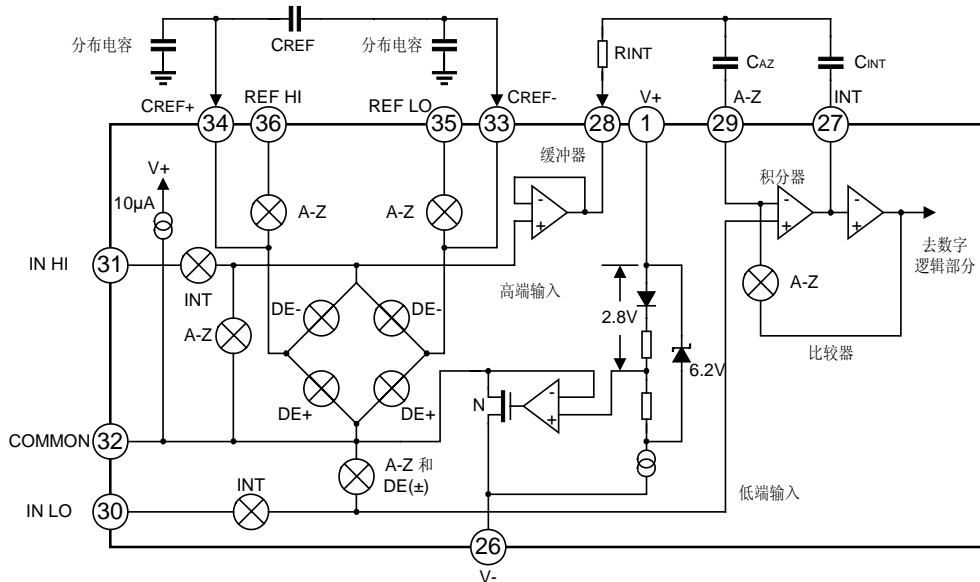 分布电容
CREF
分布电容
RINT
CAZ
CINT
CREF+
REF HI
REF LO
CREF-
V+
A-Z
INT
34
36
35
33
28
1
29
27
缓冲器
积分器
V+
10µA
A-Z
A-Z
-
+
-
+
-
+
去数字
逻辑部分
IN HI
31
INT
高端输入
A-Z
DE-
DE-
A-Z
2.8V
比较器
6.2V
DE+
DE+
N
-
+
COMMON
32
A-Z 和
DE(±)
INT
低端输入
IN LO
30
26
V-